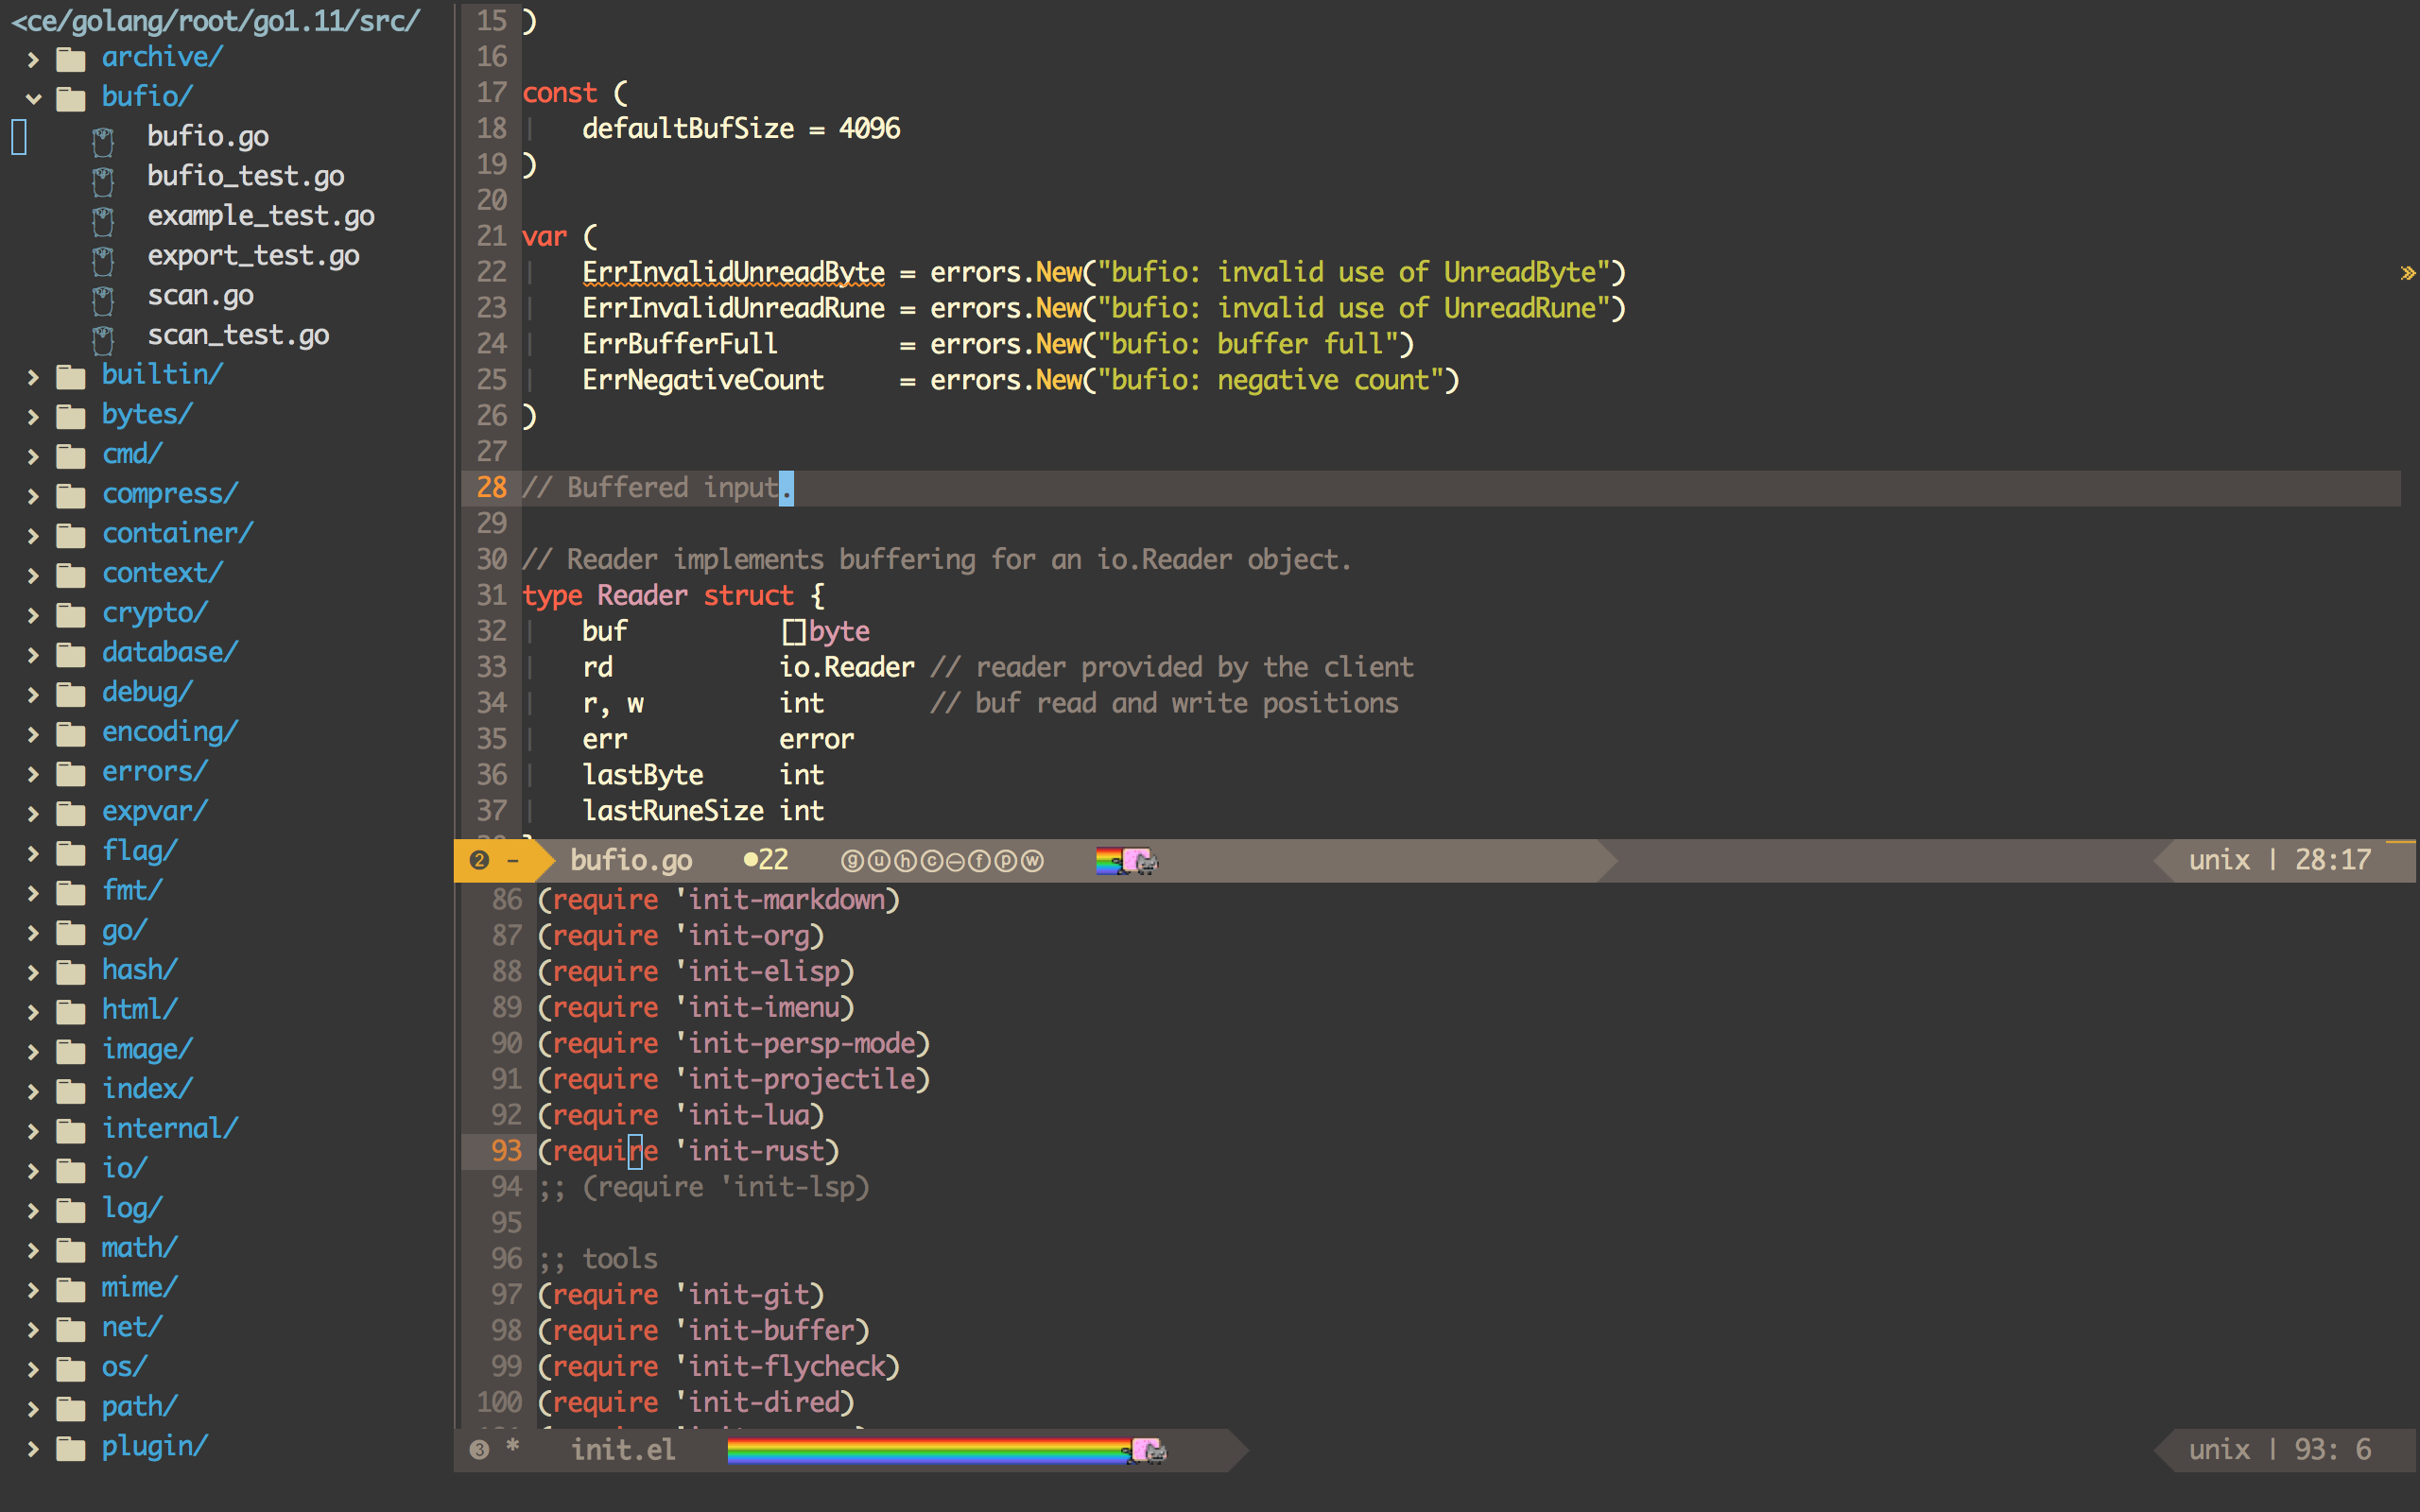 <ce/golang/root/go1.11/src/
archive/
bufio/
bufio.go
bufio_test.go
example_test.go
export_test.go
scan.go
scan_test.go
builtin/
bytes/
cmd/
compress/
container/
context/
crypto/
database/
debug/
encoding/
errors/
expvar/
flag/
fmt/
go/
hash/
html/
image/
index/
internal/
io/
log/
math/
mime/
net/
os/
path/
plugin/
15 )
16
17 const (
18 defaultBufSize = 4096
19 )
20
21 var (
22 ErrInvalidUnreadByte = errors.New("bufio: invalid use of UnreadByte")
23 ErrInvalidUnreadRune = errors.New("bufio: invalid use of UnreadRune")
24 ErrBufferFull        = errors.New("bufio: buffer full")
25 ErrNegativeCount     = errors.New("bufio: negative count")
26 )
27
28 // Buffered input.
29
30 // Reader implements buffering for an io.Reader object.
31 type Reader struct {
32 buf          []byte
33 rd           io.Reader // reader provided by the client
34 r, w         int       // buf read and write positions
35 err          error
36 lastByte     int
37 lastRuneSize int
❷ - bufio.go ●22 ⓖⓤⓗⓒ⊖ⓕⓟⓦ unix | 28:17
86 (require 'init-markdown)
87 (require 'init-org)
88 (require 'init-elisp)
89 (require 'init-imenu)
90 (require 'init-persp-mode)
91 (require 'init-projectile)
92 (require 'init-lua)
93 (require 'init-rust)
94 ;; (require 'init-lsp)
95
96 ;; tools
97 (require 'init-git)
98 (require 'init-buffer)
99 (require 'init-flycheck)
100 (require 'init-dired)
❸ * init.el unix | 93: 6